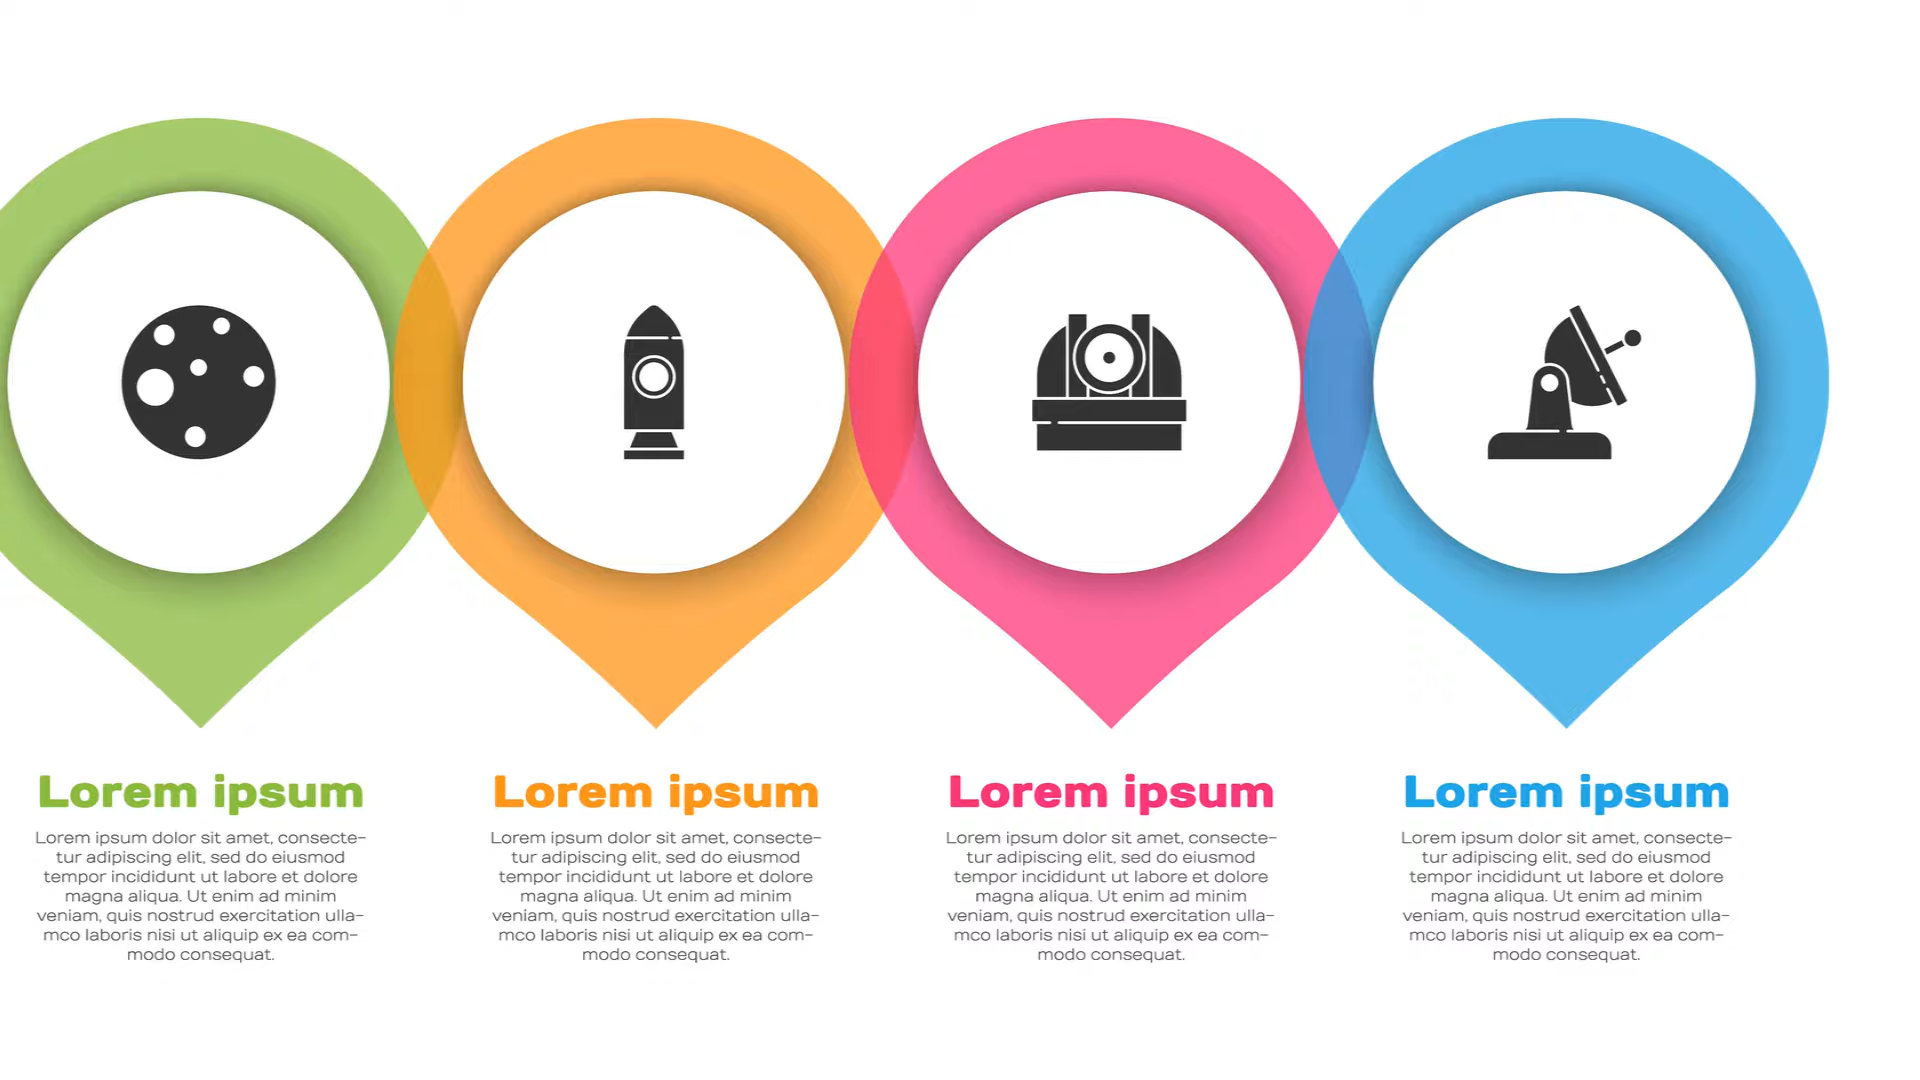 Lorem ipsum
Lorem ipsum dolor sit amet, consecte-
tur adipiscing elit, sed do eiusmod
tempor incididunt ut labore et dolore
magna aliqua. Ut enim ad minim
veniam, quis nostrud exercitation ulla-
mco laboris nisi ut aliquip ex ea com-
modo consequat.
Lorem ipsum
Lorem ipsum dolor sit amet, consecte-
tur adipiscing elit, sed do eiusmod
tempor incididunt ut labore et dolore
magna aliqua. Ut enim ad minim
veniam, quis nostrud exercitation ulla-
mco laboris nisi ut aliquip ex ea com-
modo consequat.
Lorem ipsum
Lorem ipsum dolor sit amet, consecte-
tur adipiscing elit, sed do eiusmod
tempor incididunt ut labore et dolore
magna aliqua. Ut enim ad minim
veniam, quis nostrud exercitation ulla-
mco laboris nisi ut aliquip ex ea com-
modo consequat.
Lorem ipsum
Lorem ipsum dolor sit amet, consecte-
tur adipiscing elit, sed do eiusmod
tempor incididunt ut labore et dolore
magna aliqua. Ut enim ad minim
veniam, quis nostrud exercitation ulla-
mco laboris nisi ut aliquip ex ea com-
modo consequat.